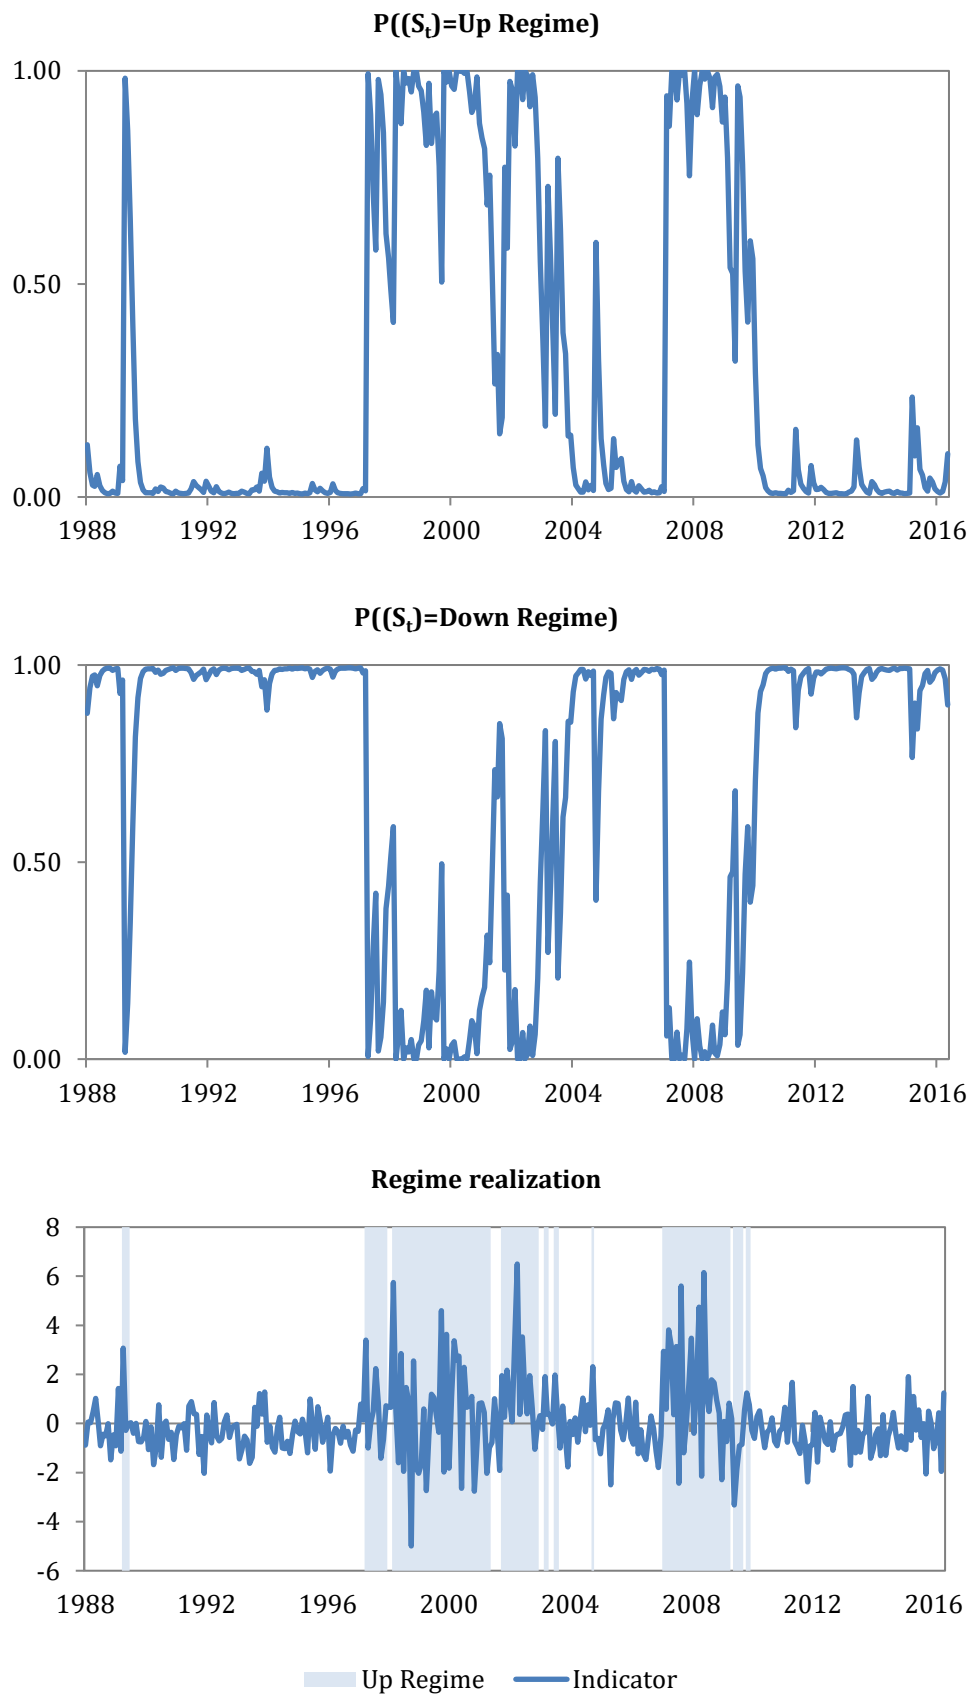 P((Sₜ)=Up Regime)
1.00
0.50
0.00
1988 1992 1996 2000 2004 2008 2012 2016
P((Sₜ)=Down Regime)
1.00
0.50
0.00
1988 1992 1996 2000 2004 2008 2012 2016
Regime realization
8
6
4
2
0
-2
-4
-6
1988 1992 1996 2000 2004 2008 2012 2016
Up Regime Indicator